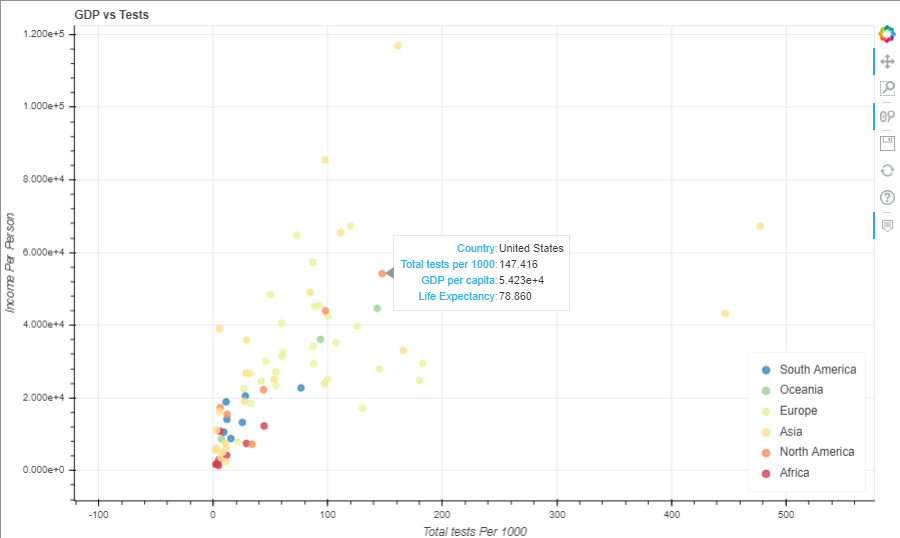 GDP vs Tests
1.200e+5
1.000e+5
8.000e+4
6.000e+4
4.000e+4
2.000e+4
0.000e+0
Income Per Person
Country: United States
Total tests per 1000: 147.416
GDP per capita: 5.423e+4
Life Expectancy: 78.860
South America
Oceania
Europe
Asia
North America
Africa
-100 0 100 200 300 400 500
Total tests Per 1000